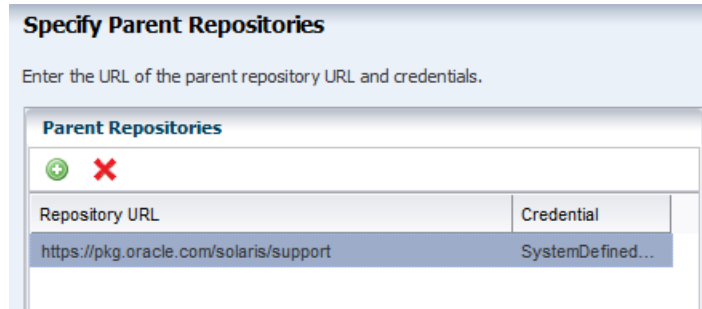 Specify Parent Repositories
Enter the URL of the parent repository URL and credentials.
Parent Repositories
Repository URL Credential
https://pkg.oracle.com/solaris/support SystemDefined...